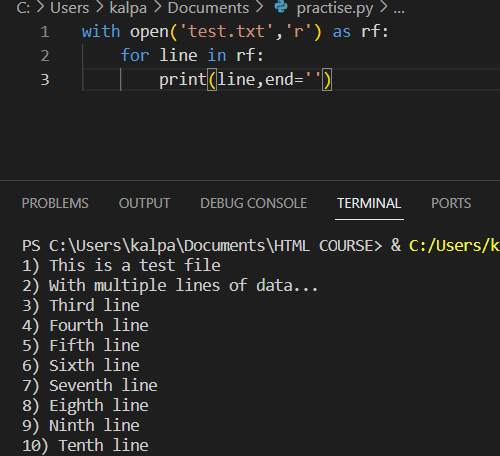 C: > Users > kalpa > Documents > practise.py > ...
1 with open('test.txt','r') as rf:
2     for line in rf:
3         print(line,end='')
PROBLEMS OUTPUT DEBUG CONSOLE TERMINAL PORTS
PS C:\Users\kalpa\Documents\HTML COURSE> & C:/Users/k
1) This is a test file
2) With multiple lines of data...
3) Third line
4) Fourth line
5) Fifth line
6) Sixth line
7) Seventh line
8) Eighth line
9) Ninth line
10) Tenth line